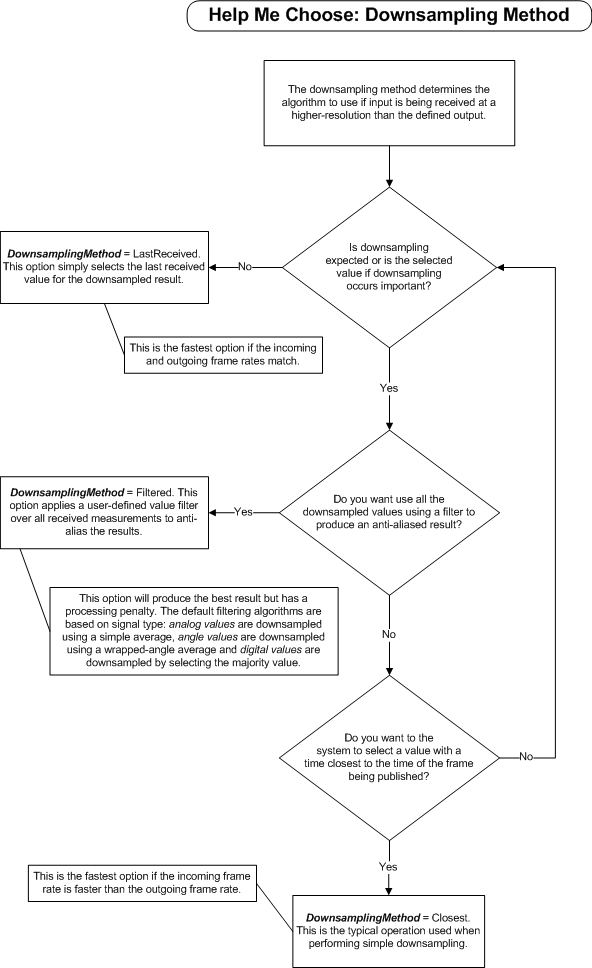 Help Me Choose: Downsampling Method
The downsampling method determines the
algorithm to use if input is being received at a
higher-resolution than the defined output.
Is downsampling
expected or is the selected
value if downsampling
occurs important?
No
DownsamplingMethod = LastReceived.
This option simply selects the last received
value for the downsampled result.
This is the fastest option if the incoming
and outgoing frame rates match.
Yes
Do you want use all the
downsampled values using a filter to
produce an anti-aliased result?
Yes
DownsamplingMethod = Filtered. This
option applies a user-defined value filter
over all received measurements to anti-
alias the results.
This option will produce the best result but has a
processing penalty. The default filtering algorithms are
based on signal type: analog values are downsampled
using a simple average, angle values are downsampled
using a wrapped-angle average and digital values are
downsampled by selecting the majority value.
No
Do you want to the
system to select a value with a
time closest to the time of the frame
being published?
No
Yes
This is the fastest option if the incoming frame
rate is faster than the outgoing frame rate.
DownsamplingMethod = Closest.
This is the typical operation used when
performing simple downsampling.